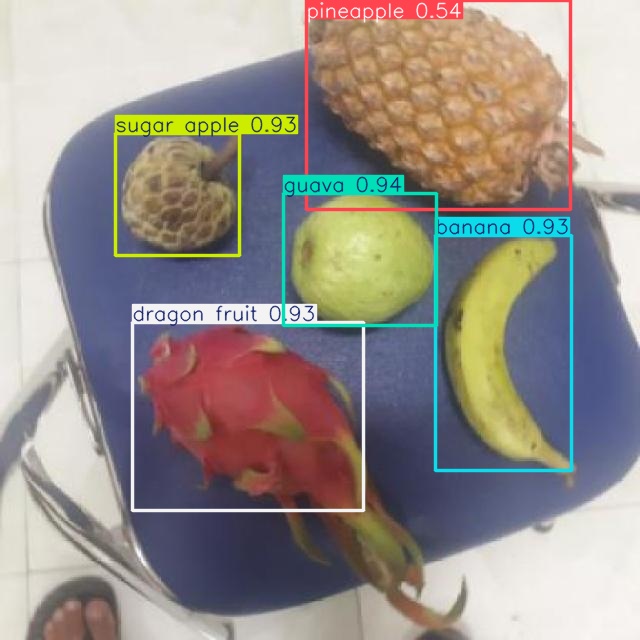 pineapple 0.54
sugar apple 0.93
guava 0.94
banana 0.93
dragon fruit 0.93